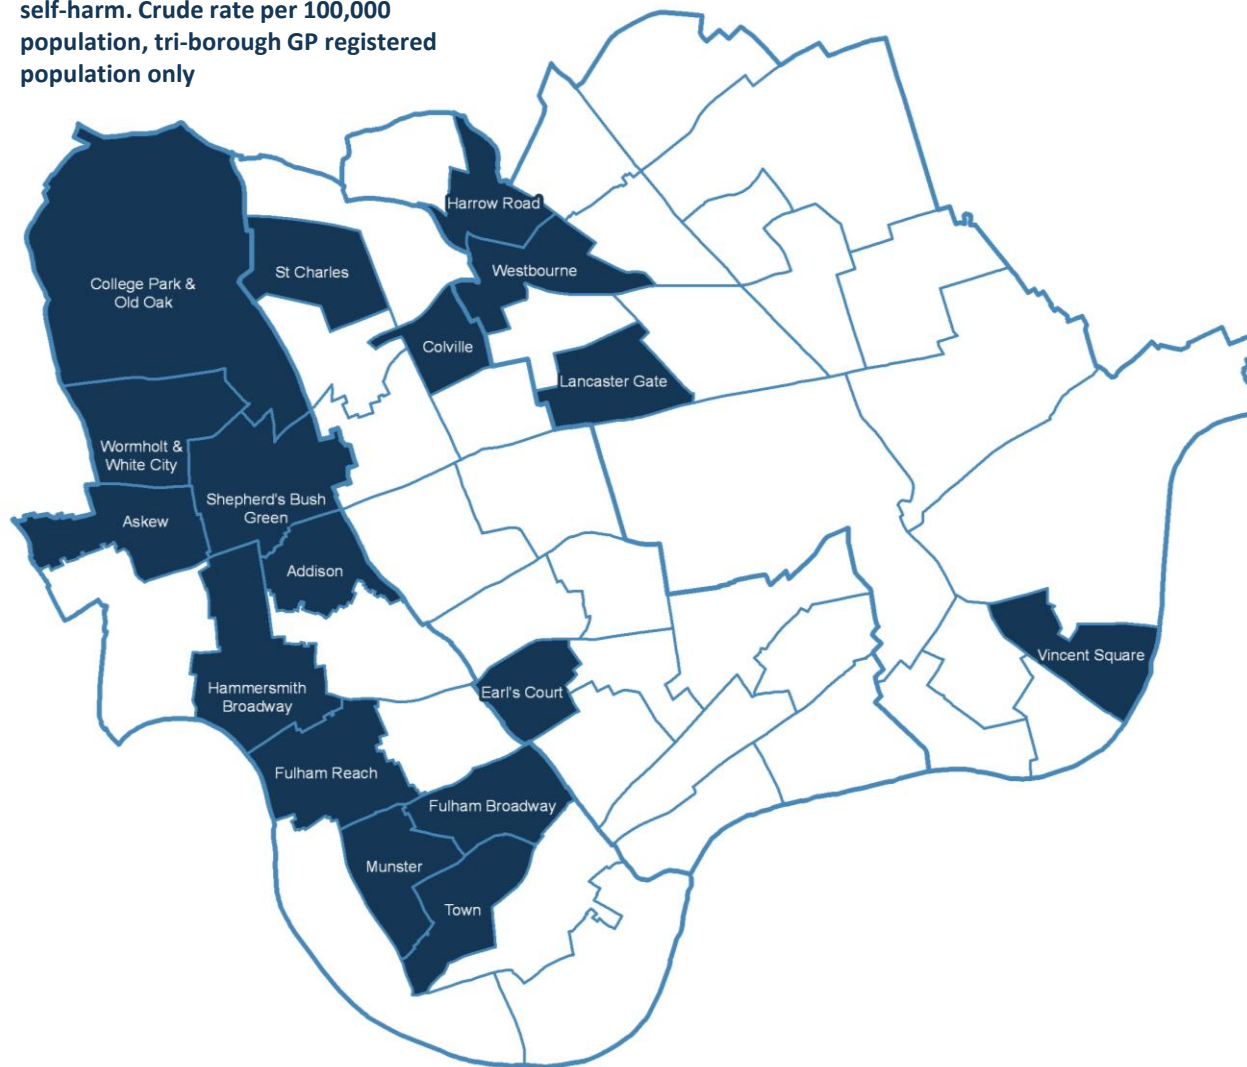 self-harm. Crude rate per 100,000
population, tri-borough GP registered
population only
Harrow Road
College Park &
Old Oak
St Charles
Westbourne
Colville
Lancaster Gate
Wormholt &
White City
Shepherd's Bush
Green
Askew
Addison
Vincent Square
Hammersmith
Broadway
Earl's Court
Fulham Reach
Fulham Broadway
Munster
Town